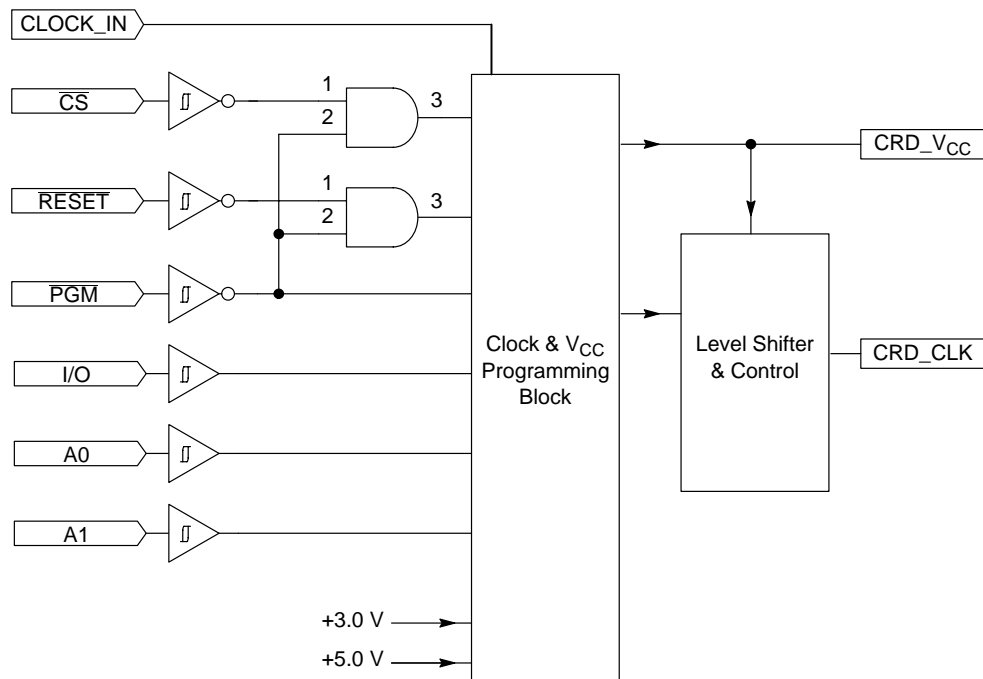 CLOCK_IN
CS
1
2
3
RESET
1
2
3
PGM
I/O
A0
A1
+3.0 V
+5.0 V
Clock & VCC
Programming
Block
CRD_VCC
Level Shifter
& Control
CRD_CLK